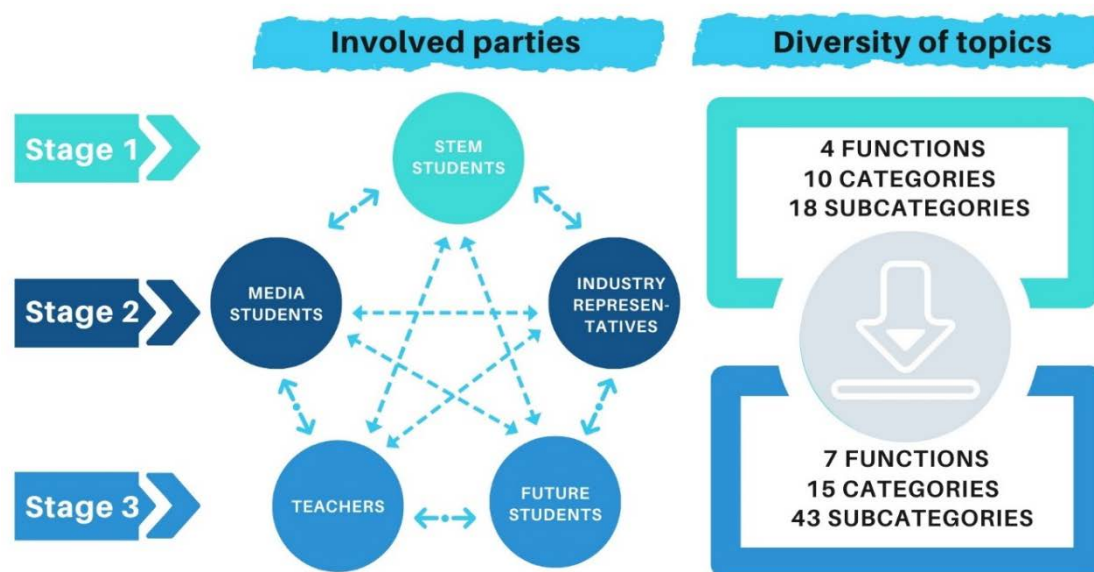 Involved parties
Diversity of topics
Stage 1
STEM
STUDENTS
4 FUNCTIONS
10 CATEGORIES
18 SUBCATEGORIES
Stage 2
MEDIA
STUDENTS
INDUSTRY
REPRESEN-
TATIVES
Stage 3
TEACHERS
FUTURE
STUDENTS
7 FUNCTIONS
15 CATEGORIES
43 SUBCATEGORIES